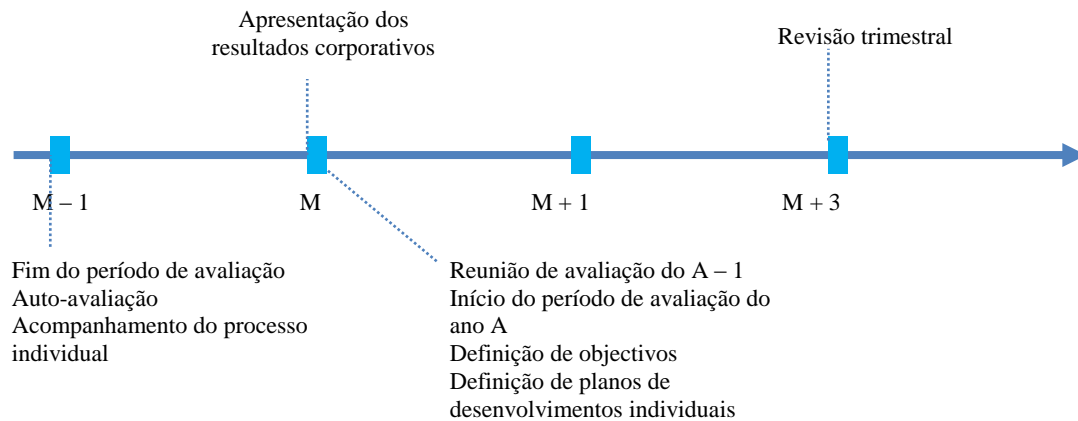 Apresentação dos
resultados corporativos
Revisão trimestral
M – 1
M
M + 1
M + 3
Fim do período de avaliação
Auto-avaliação
Acompanhamento do processo
individual
Reunião de avaliação do A – 1
Início do período de avaliação do
ano A
Definição de objectivos
Definição de planos de
desenvolvimentos individuais